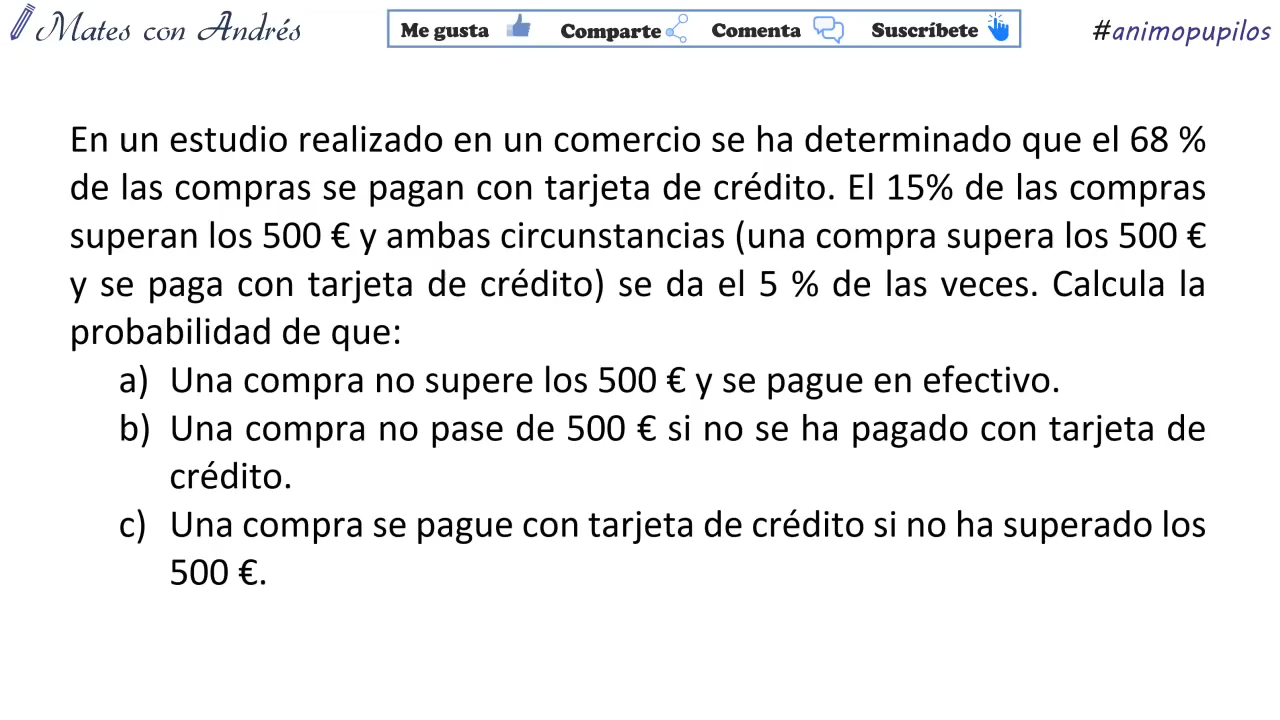 Mates con Andrés
Me gusta Comparte Comenta Suscríbete
#animopupilos
En un estudio realizado en un comercio se ha determinado que el 68 %
de las compras se pagan con tarjeta de crédito. El 15% de las compras
superan los 500 € y ambas circunstancias (una compra supera los 500 €
y se paga con tarjeta de crédito) se da el 5 % de las veces. Calcula la
probabilidad de que:
a) Una compra no supere los 500 € y se pague en efectivo.
b) Una compra no pase de 500 € si no se ha pagado con tarjeta de
crédito.
c) Una compra se pague con tarjeta de crédito si no ha superado los
500 €.